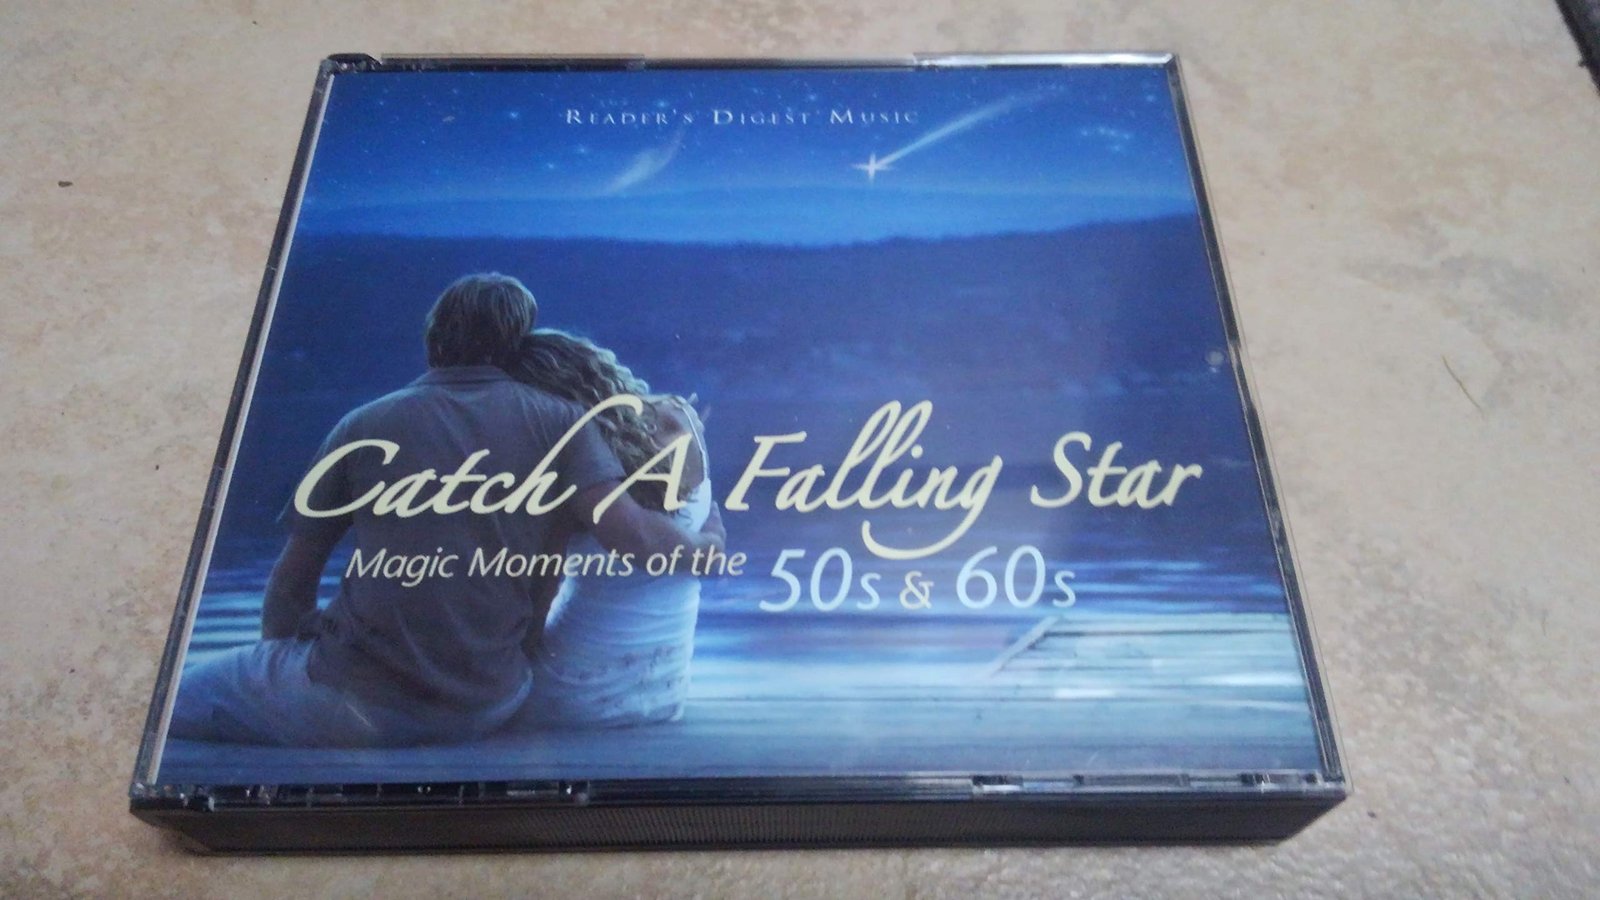 READER'S DIGEST MUSIC
Catch A Falling Star
Magic Moments of the 50s & 60s